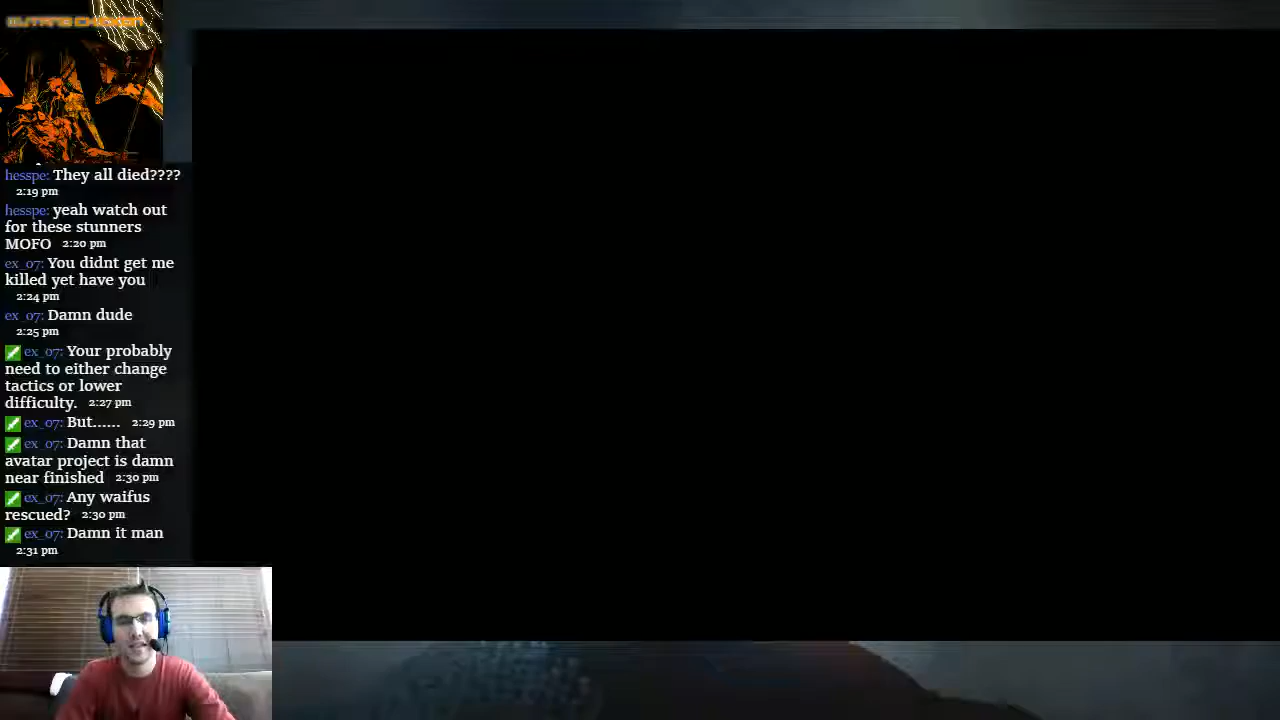 hesspe: They all died????
2:19 pm
hesspe: yeah watch out
for these stunners
MOFO 2:20 pm
ex_07: You didnt get me
killed yet have you
2:24 pm
ex_07: Damn dude
2:25 pm
ex_07: Your probably
need to either change
tactics or lower
difficulty. 2:27 pm
ex_07: But...... 2:29 pm
ex_07: Damn that
avatar project is damn
near finished 2:30 pm
ex_07: Any waifus
rescued? 2:30 pm
ex_07: Damn it man
2:31 pm